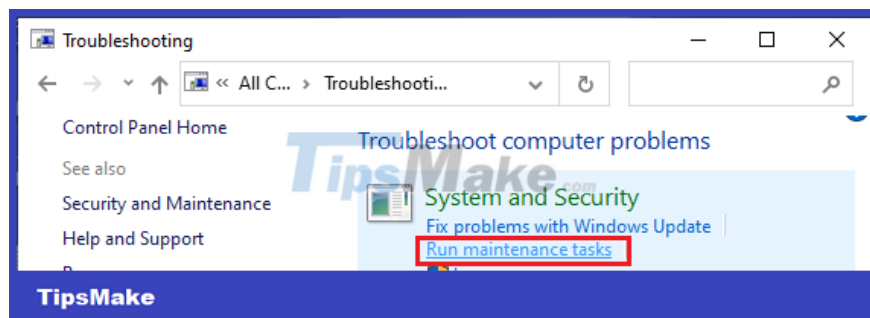 Troubleshooting
« All C... › Troubleshooti...
Control Panel Home
See also
Security and Maintenance
Help and Support
Troubleshoot computer problems
TipsMake.com
System and Security
Fix problems with Windows Update
Run maintenance tasks
TipsMake